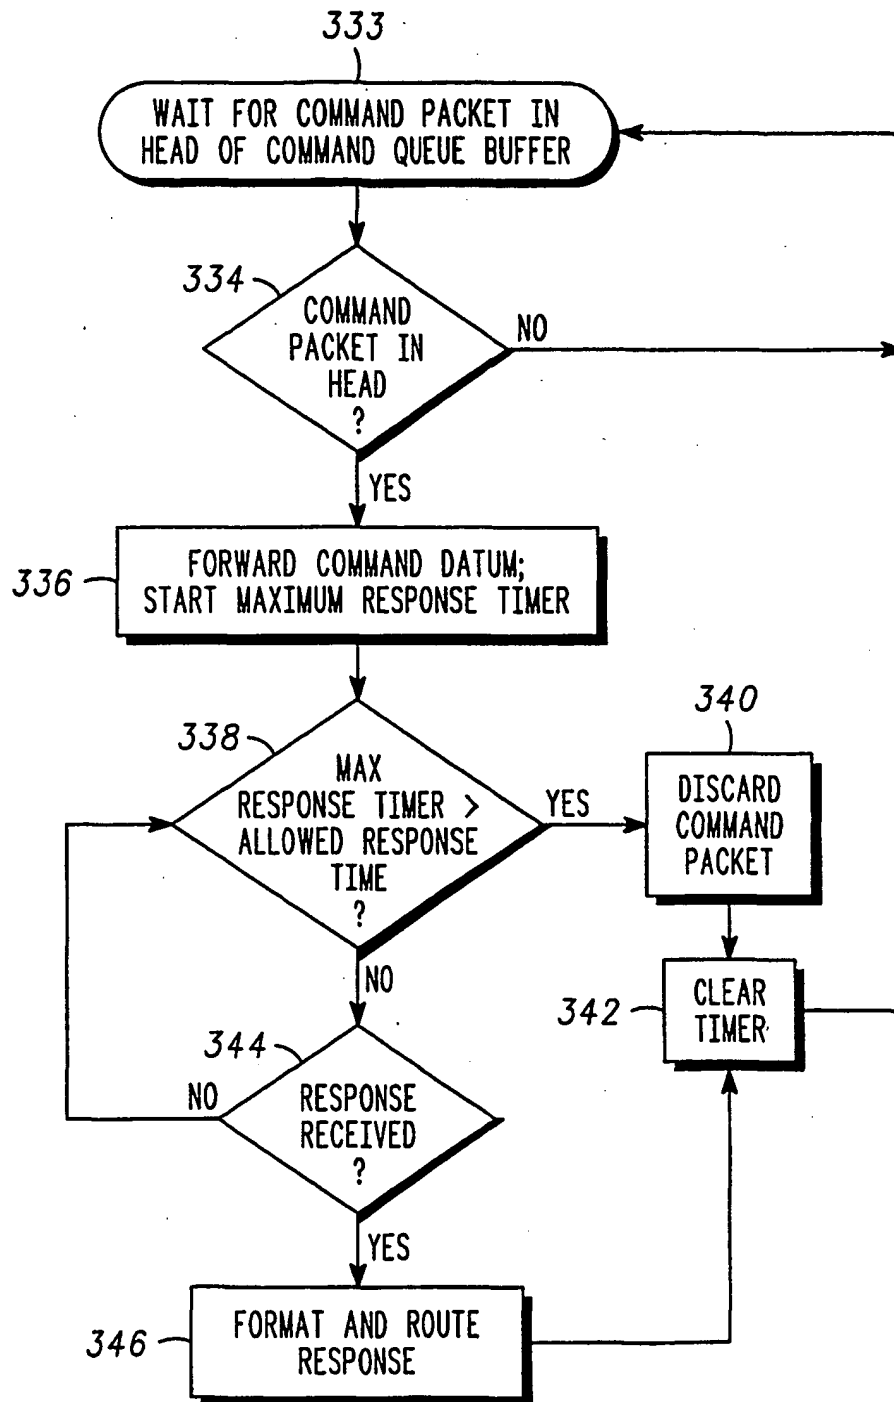 333
WAIT FOR COMMAND PACKET IN
HEAD OF COMMAND QUEUE BUFFER
334
COMMAND
PACKET IN
HEAD
?
NO
YES
336
FORWARD COMMAND DATUM;
START MAXIMUM RESPONSE TIMER
338
MAX
RESPONSE TIMER >
ALLOWED RESPONSE
TIME
?
YES
340
DISCARD
COMMAND
PACKET
NO
342
CLEAR
TIMER
344
RESPONSE
RECEIVED
?
NO
YES
346
FORMAT AND ROUTE
RESPONSE